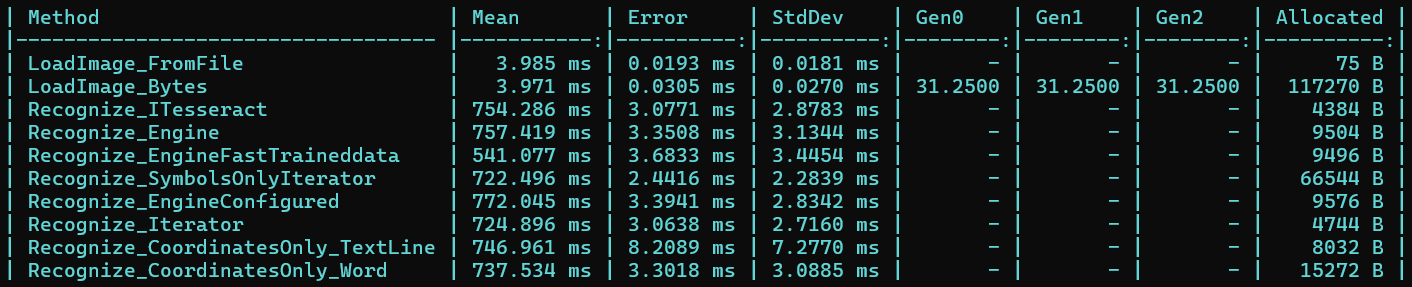 | Method | Mean | Error | StdDev | Gen0 | Gen1 | Gen2 | Allocated |
|----------------------------------- |-----------:|----------:|----------:|--------:|--------:|--------:|----------:|
| LoadImage_FromFile | 3.985 ms | 0.0193 ms | 0.0181 ms | - | - | - | 75 B |
| LoadImage_Bytes | 3.971 ms | 0.0305 ms | 0.0270 ms | 31.2500 | 31.2500 | 31.2500 | 117270 B |
| Recognize_ITesseract | 754.286 ms | 3.0771 ms | 2.8783 ms | - | - | - | 4384 B |
| Recognize_Engine | 757.419 ms | 3.3508 ms | 3.1344 ms | - | - | - | 9504 B |
| Recognize_EngineFastTraineddata | 541.077 ms | 3.6833 ms | 3.4454 ms | - | - | - | 9496 B |
| Recognize_SymbolsOnlyIterator | 722.496 ms | 2.4416 ms | 2.2839 ms | - | - | - | 66544 B |
| Recognize_EngineConfigured | 772.045 ms | 3.3941 ms | 2.8342 ms | - | - | - | 9576 B |
| Recognize_Iterator | 724.896 ms | 3.0638 ms | 2.7160 ms | - | - | - | 4744 B |
| Recognize_CoordinatesOnly_TextLine | 746.961 ms | 8.2089 ms | 7.2770 ms | - | - | - | 8032 B |
| Recognize_CoordinatesOnly_Word | 737.534 ms | 3.3018 ms | 3.0885 ms | - | - | - | 15272 B |